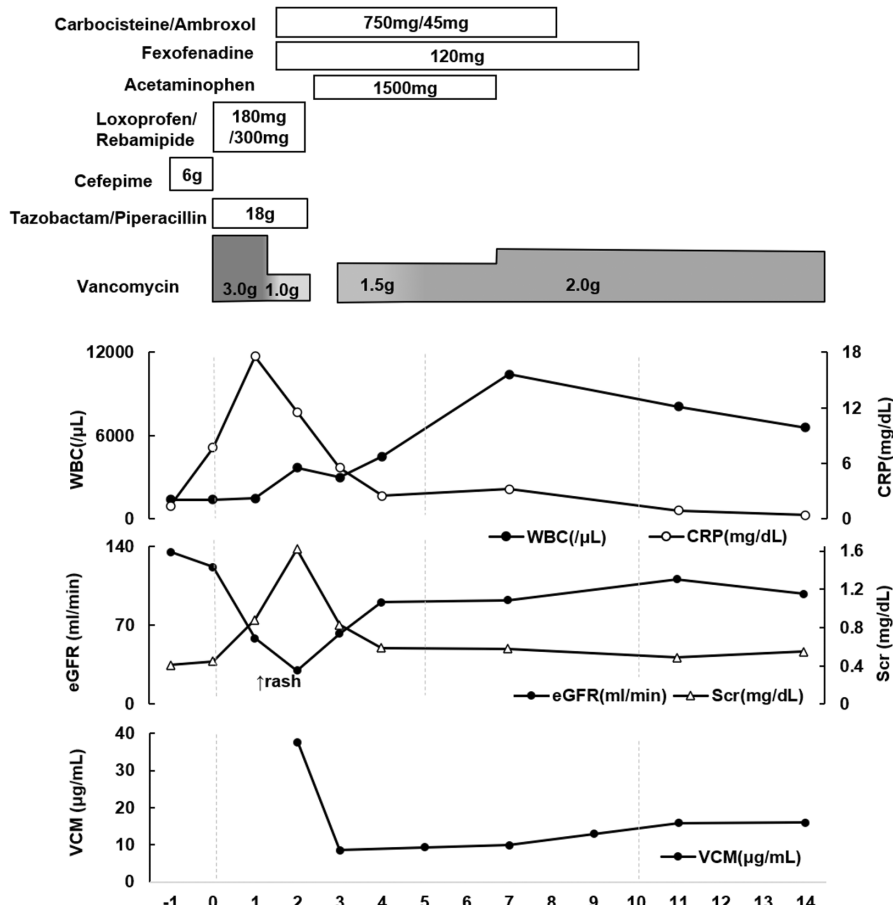 Carbocisteine/Ambroxol
750mg/45mg
Fexofenadine
120mg
Acetaminophen
1500mg
Loxoprofen/
Rebamipide
180mg
/300mg
Cefepime
6g
Tazobactam/Piperacillin
18g
Vancomycin
3.0g
1.0g
1.5g
2.0g
12000
6000
0
WBC(/μL)
18
12
6
0
CRP(mg/dL)
WBC(/μL)
CRP(mg/dL)
140
70
0
eGFR (ml/min)
1.6
1.2
0.8
0.4
0
Scr (mg/dL)
↑rash
eGFR(ml/min)
Scr(mg/dL)
40
30
20
10
0
VCM (μg/mL)
VCM(μg/mL)
-1 0 1 2 3 4 5 7 9 10 11 12 13 14